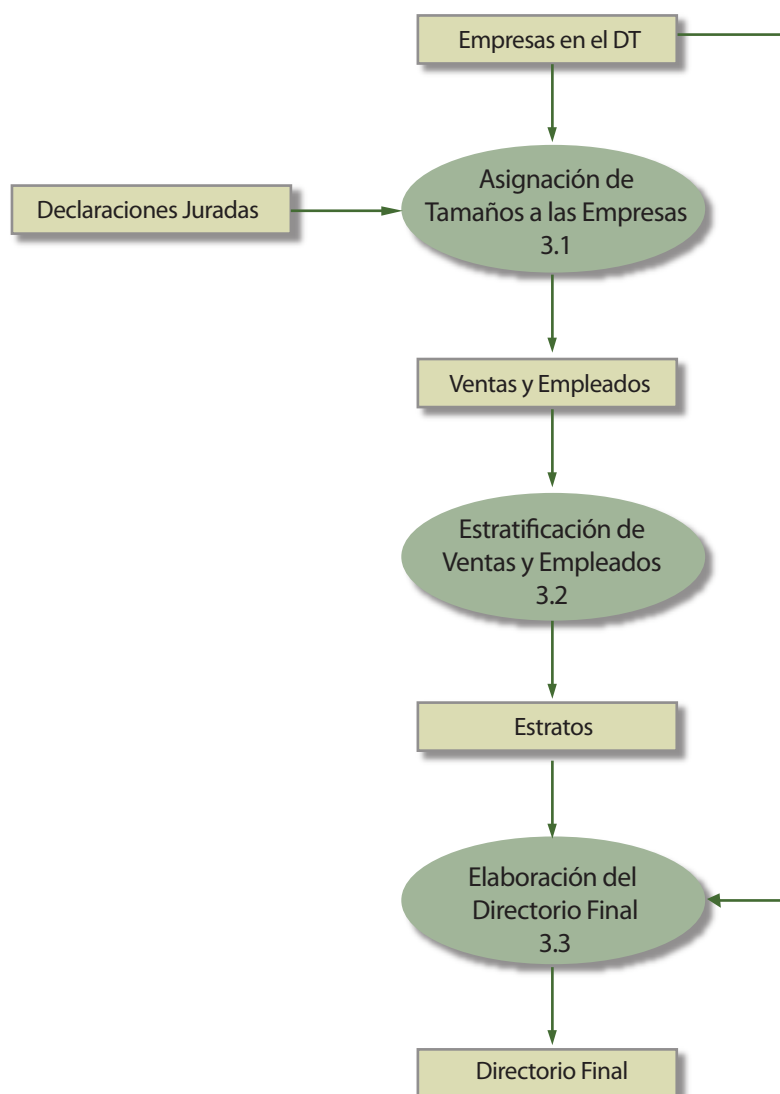 Empresas en el DT
Asignación de
Tamaños a las Empresas
3.1
Declaraciones Juradas
Ventas y Empleados
Estratificación de
Ventas y Empleados
3.2
Estratos
Elaboración del
Directorio Final
3.3
Directorio Final